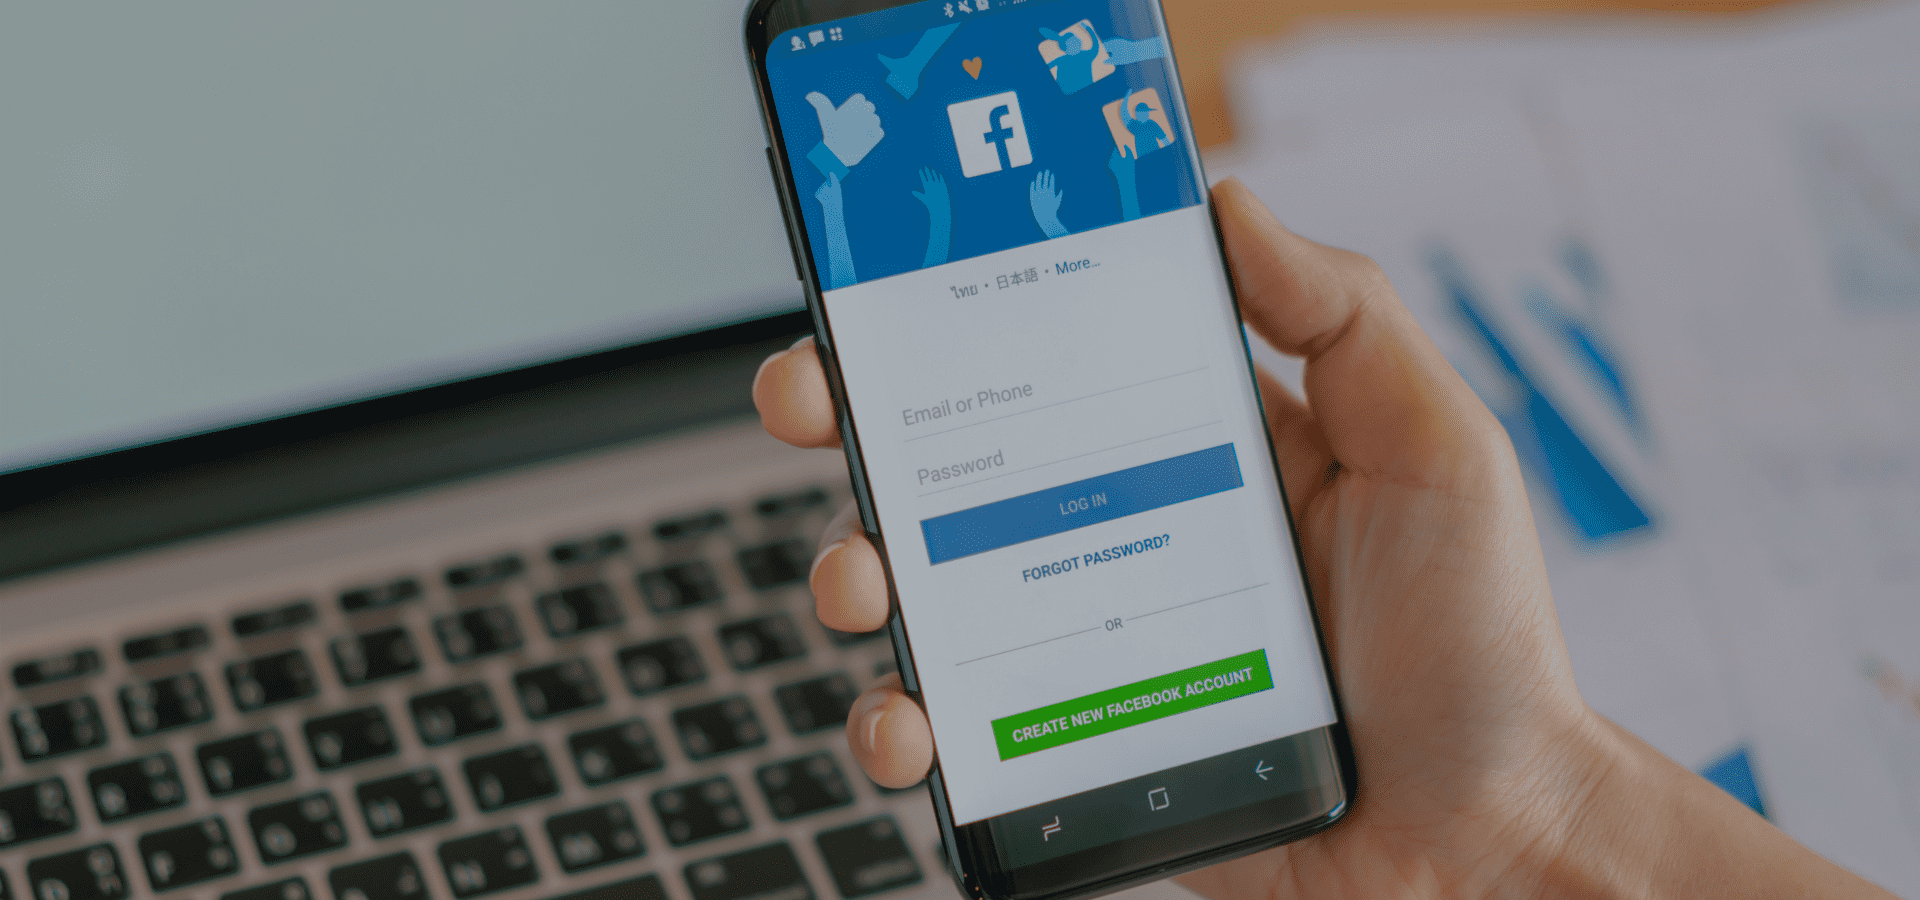 ไทย • 日本語 • More...
Email or Phone
Password
LOG IN
FORGOT PASSWORD?
OR
CREATE NEW FACEBOOK ACCOUNT